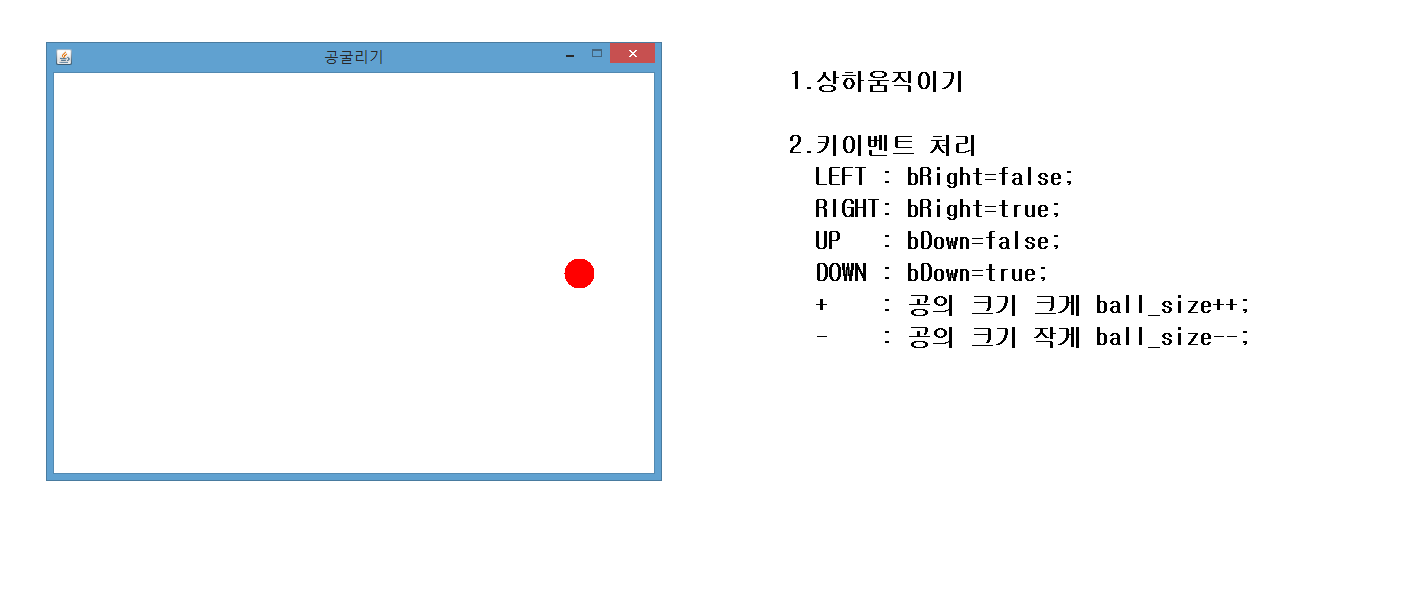 공굴리기
1.상하움직이기
2.키이벤트 처리
LEFT : bRight=false;
RIGHT: bRight=true;
UP   : bDown=false;
DOWN : bDown=true;
+    : 공의 크기 크게 ball_size++;
-    : 공의 크기 작게 ball_size--;